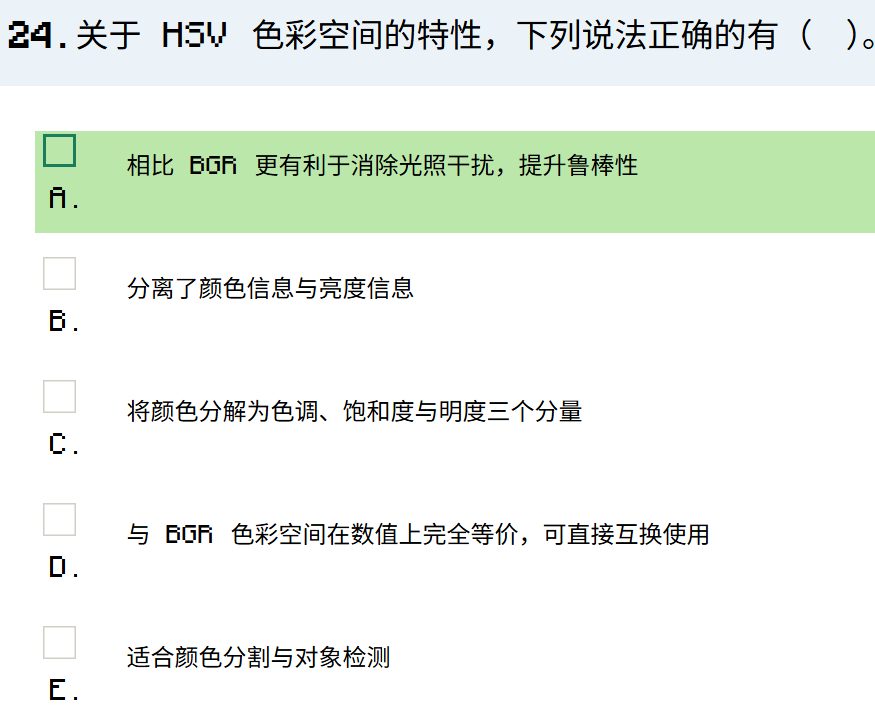 24.关于 HSV 色彩空间的特性，下列说法正确的有（ ）。
相比 BGR 更有利于消除光照干扰，提升鲁棒性
A.
分离了颜色信息与亮度信息
B.
将颜色分解为色调、饱和度与明度三个分量
C.
与 BGR 色彩空间在数值上完全等价，可直接互换使用
D.
适合颜色分割与对象检测
E.